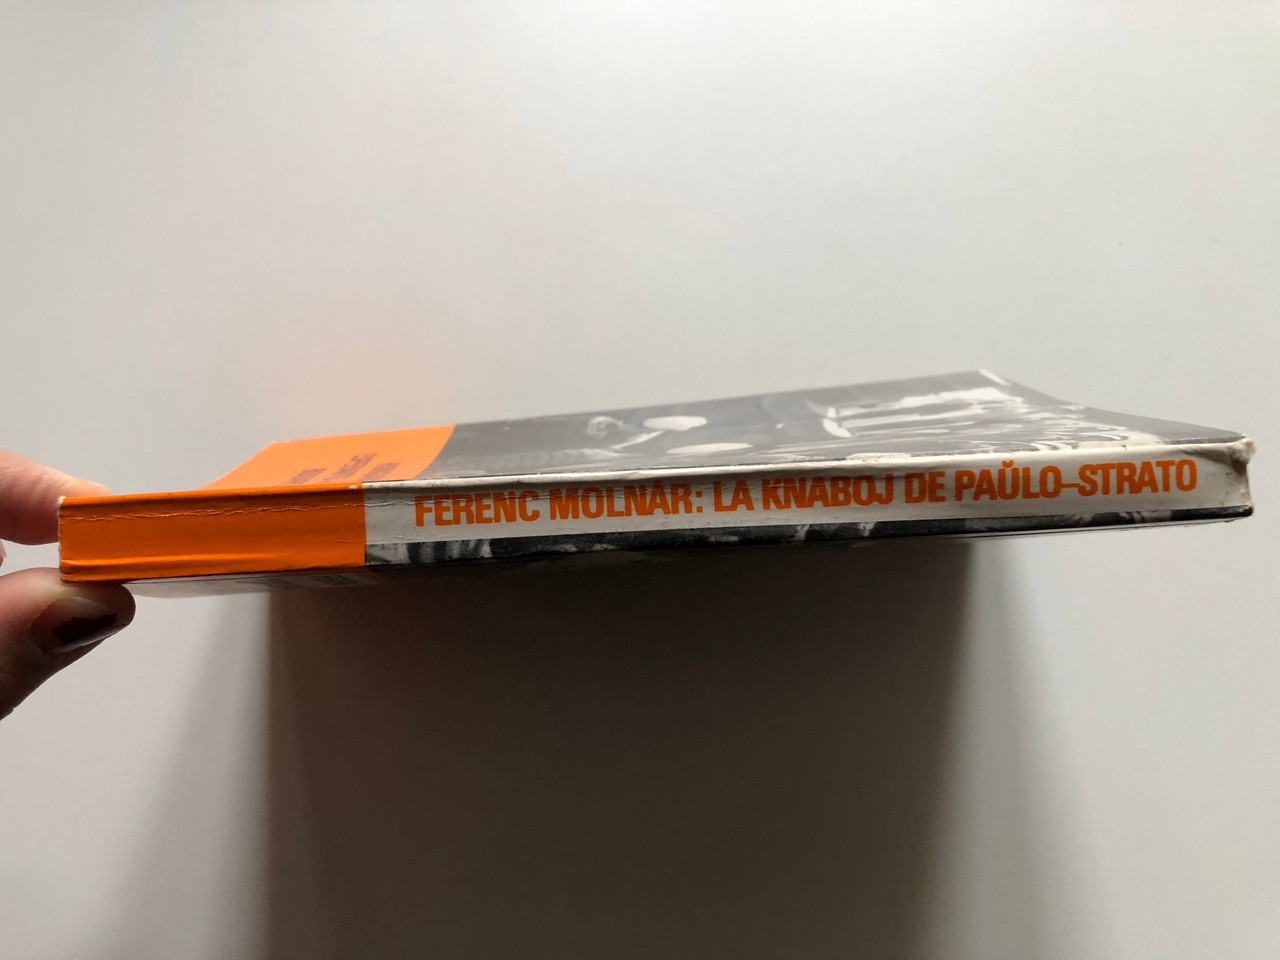 FERENC MOLNÁR: LA KNABOJ DE PAŬLO–STRATO